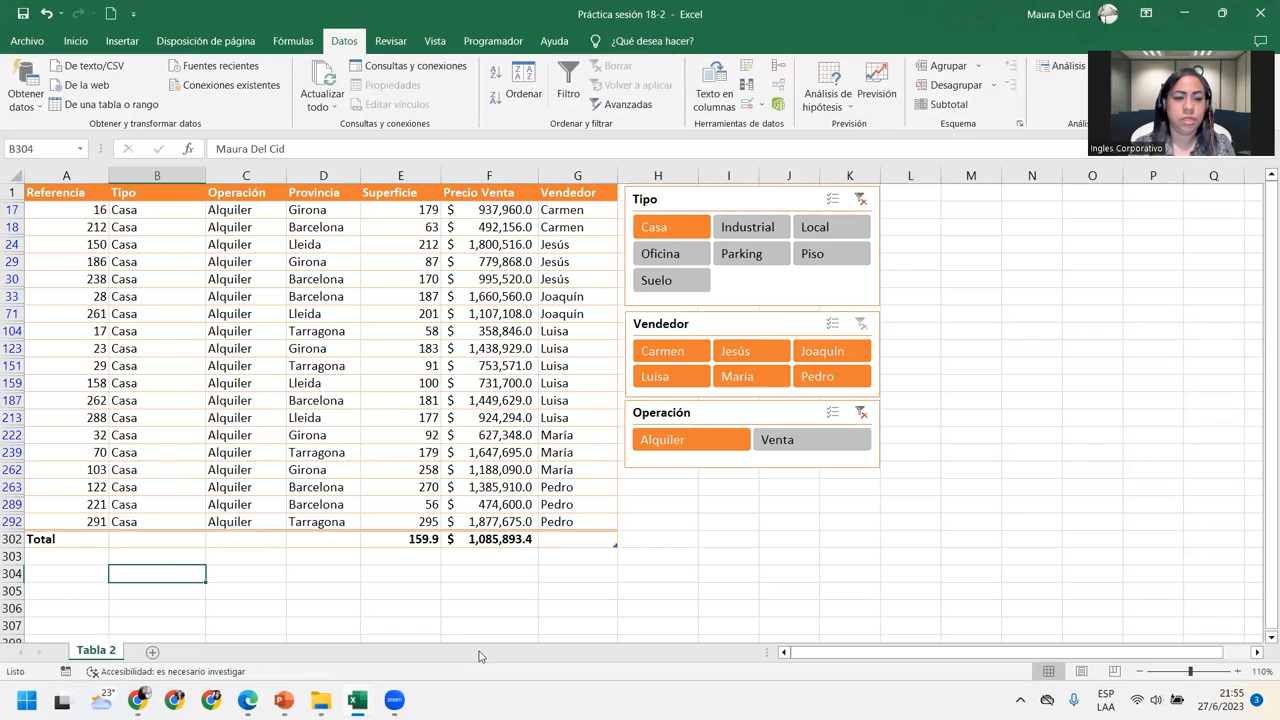 Práctica sesión 18-2 - Excel
Maura Del Cid
Archivo Inicio Insertar Disposición de página Fórmulas Datos Revisar Vista Programador Ayuda ¿Qué desea hacer?
Obtener datos
De texto/CSV
De la web
De una tabla o rango
Fuentes recientes
Conexiones existentes
Obtener y transformar datos
Actualizar todo
Consultas y conexiones
Propiedades
Editar vínculos
Consultas y conexiones
Ordenar
Filtro
Borrar
Volver a aplicar
Avanzadas
Ordenar y filtrar
Texto en columnas
Herramientas de datos
Análisis de hipótesis
Previsión
Previsión
Agrupar
Desagrupar
Subtotal
Esquema
Análisis
Ingles Corporativo
B304 fx Maura Del Cid
A B C D E F G H I J K L M N O P Q
1 Referencia Tipo Operación Provincia Superficie Precio Venta Vendedor
17 16 Casa Alquiler Girona 179 $ 937,960.0 Carmen
18 212 Casa Alquiler Barcelona 63 $ 492,156.0 Carmen
24 150 Casa Alquiler Lleida 212 $ 1,800,516.0 Jesús
29 186 Casa Alquiler Girona 87 $ 779,868.0 Jesús
30 238 Casa Alquiler Barcelona 170 $ 995,520.0 Jesús
33 28 Casa Alquiler Barcelona 187 $ 1,660,560.0 Joaquín
71 261 Casa Alquiler Lleida 201 $ 1,107,108.0 Joaquín
104 17 Casa Alquiler Tarragona 58 $ 358,846.0 Luisa
123 23 Casa Alquiler Girona 183 $ 1,438,929.0 Luisa
151 29 Casa Alquiler Tarragona 91 $ 753,571.0 Luisa
159 158 Casa Alquiler Lleida 100 $ 731,700.0 Luisa
187 262 Casa Alquiler Barcelona 181 $ 1,449,629.0 Luisa
213 288 Casa Alquiler Lleida 177 $ 924,294.0 Luisa
222 32 Casa Alquiler Girona 92 $ 627,348.0 María
239 70 Casa Alquiler Tarragona 179 $ 1,647,695.0 María
262 103 Casa Alquiler Girona 258 $ 1,188,090.0 María
263 122 Casa Alquiler Barcelona 270 $ 1,385,910.0 Pedro
289 221 Casa Alquiler Barcelona 56 $ 474,600.0 Pedro
292 291 Casa Alquiler Tarragona 295 $ 1,877,675.0 Pedro
302 Total 159.9 $ 1,085,893.4
303
304
305
306
307
308
Tipo
Casa Industrial Local
Oficina Parking Piso
Suelo
Vendedor
Carmen Jesús Joaquín
Luisa María Pedro
Operación
Alquiler Venta
Tabla 2
Listo Accesibilidad: es necesario investigar 110%
23°
ESP
LAA
21:55
27/6/2023
3